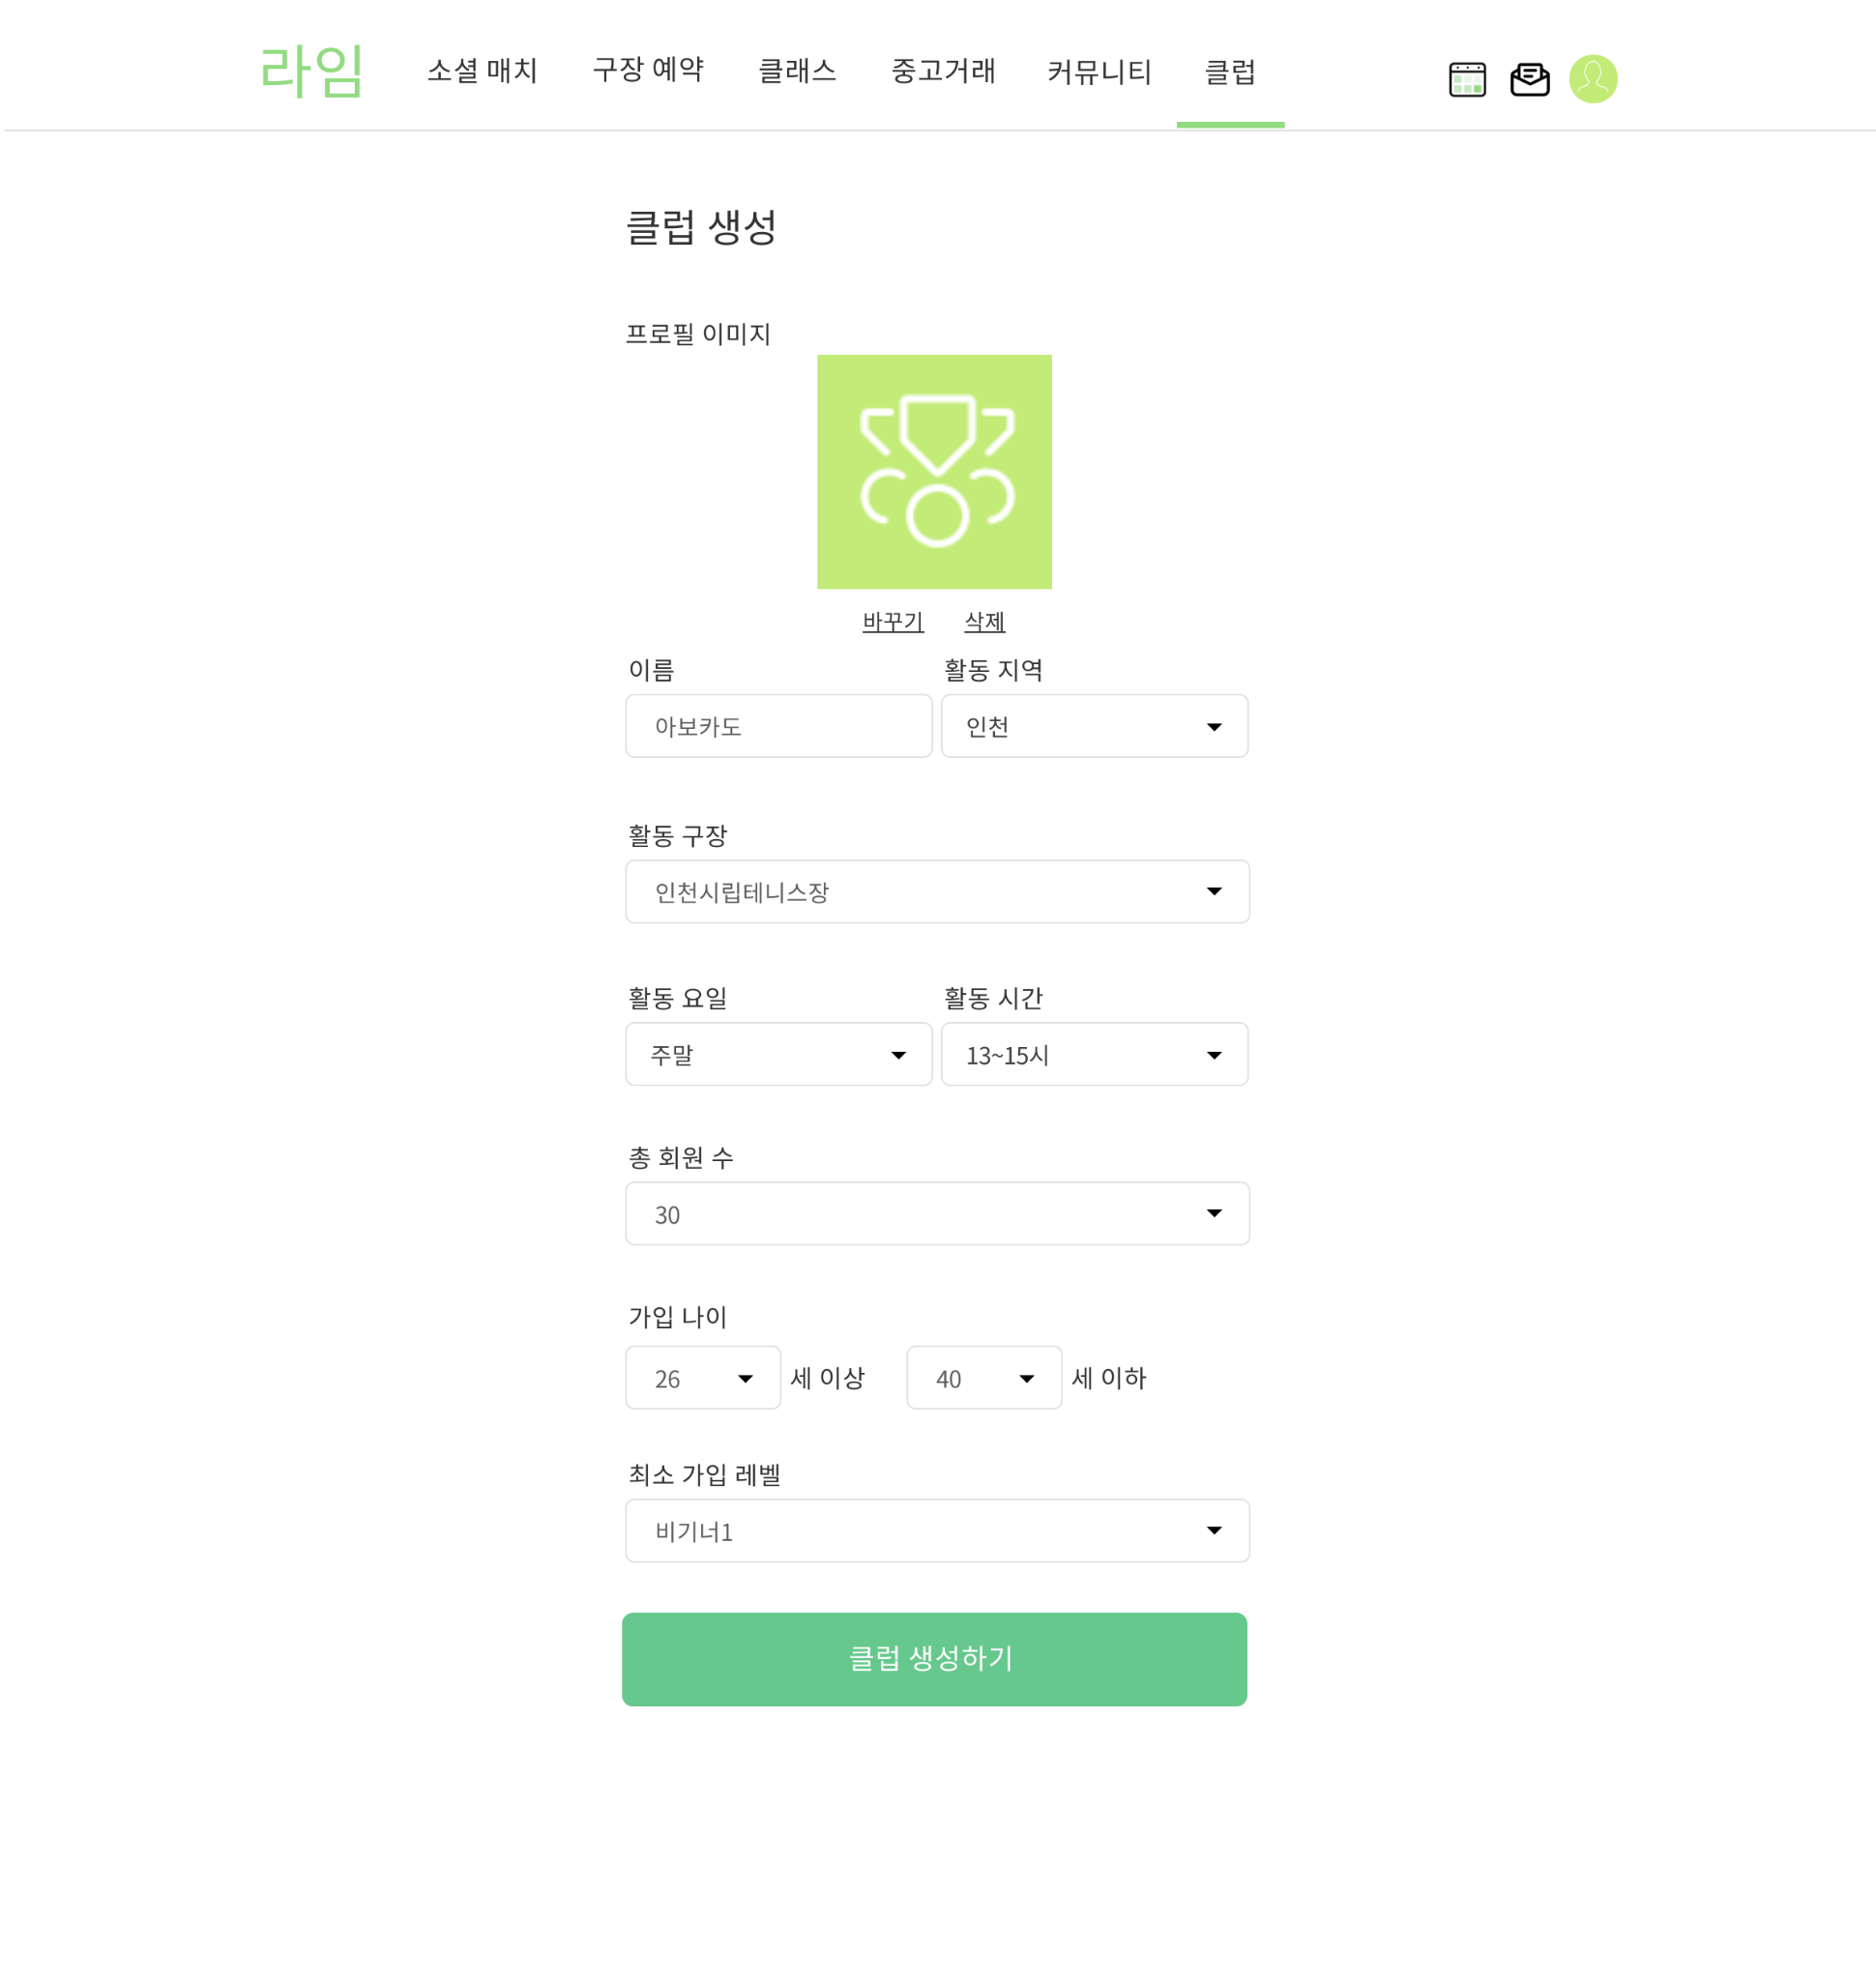 라임 소셜 매치 구장 예약 클래스 중고거래 커뮤니티 클럽
클럽 생성
프로필 이미지
바꾸기 삭제
이름 활동 지역
아보카도 인천
활동 구장
인천시립테니스장
활동 요일 활동 시간
주말 13~15시
총 회원 수
30
가입 나이
26 세 이상 40 세 이하
최소 가입 레벨
비기너1
클럽 생성하기